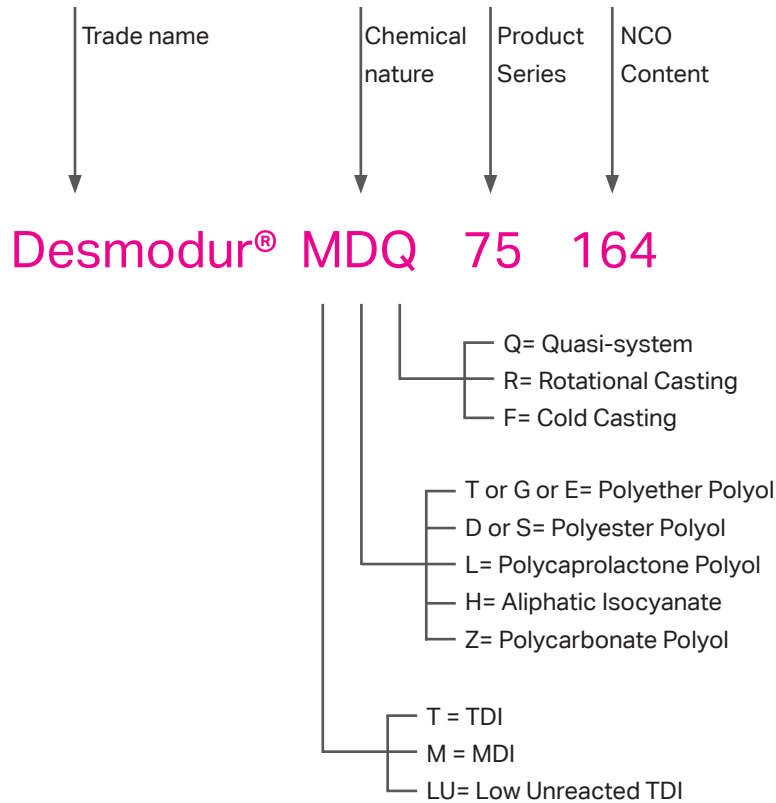 Trade name
Chemical nature
Product Series
NCO Content
Desmodur® MDQ 75 164
Q= Quasi-system
R= Rotational Casting
F= Cold Casting
T or G or E= Polyether Polyol
D or S= Polyester Polyol
L= Polycaprolactone Polyol
H= Aliphatic Isocyanate
Z= Polycarbonate Polyol
T = TDI
M = MDI
LU= Low Unreacted TDI